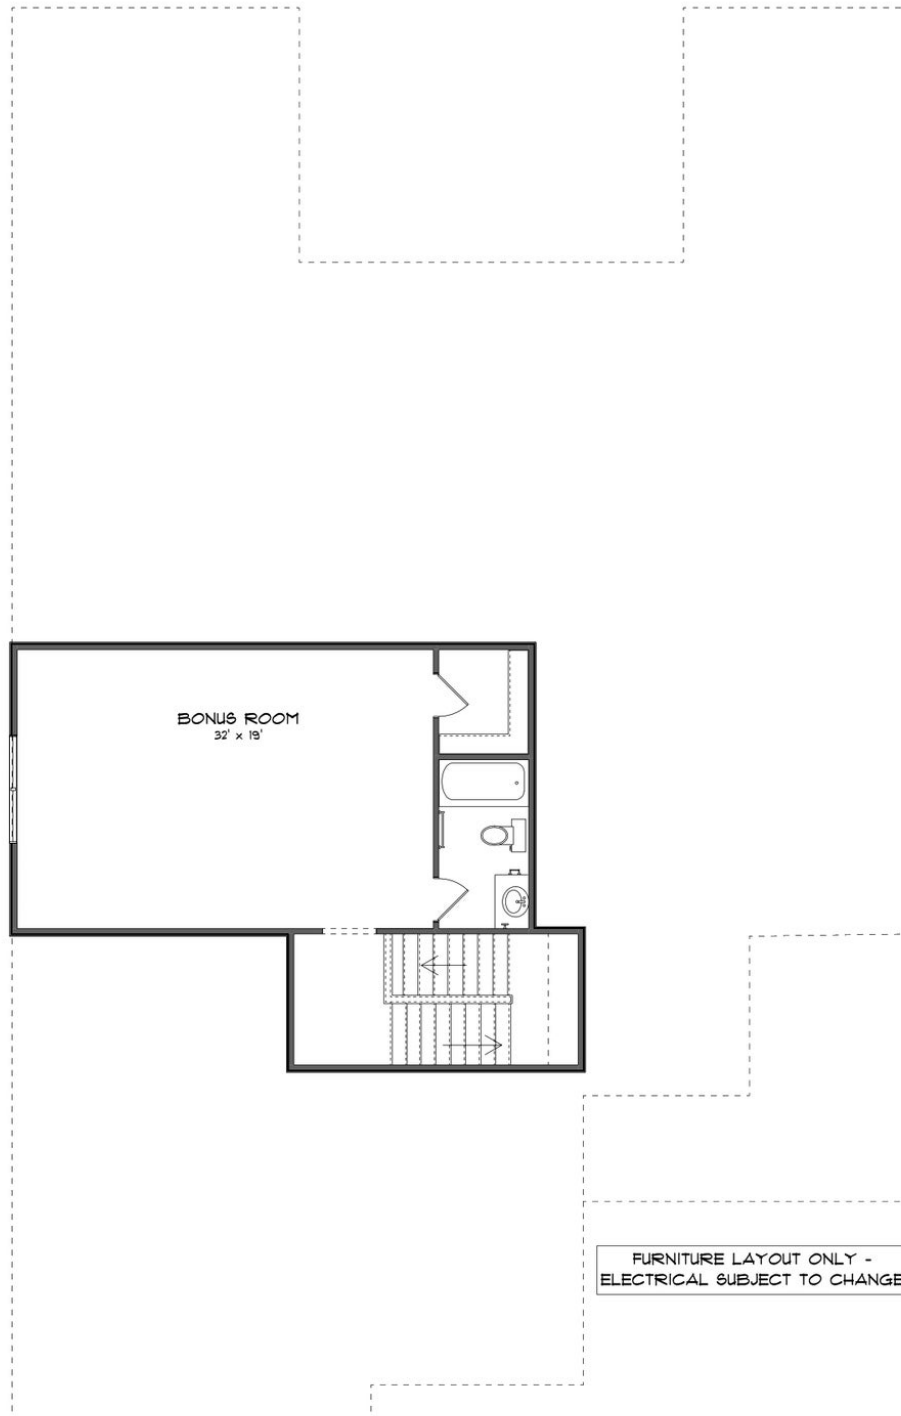 BONUS ROOM
32' x 19'
FURNITURE LAYOUT ONLY -
ELECTRICAL SUBJECT TO CHANGE